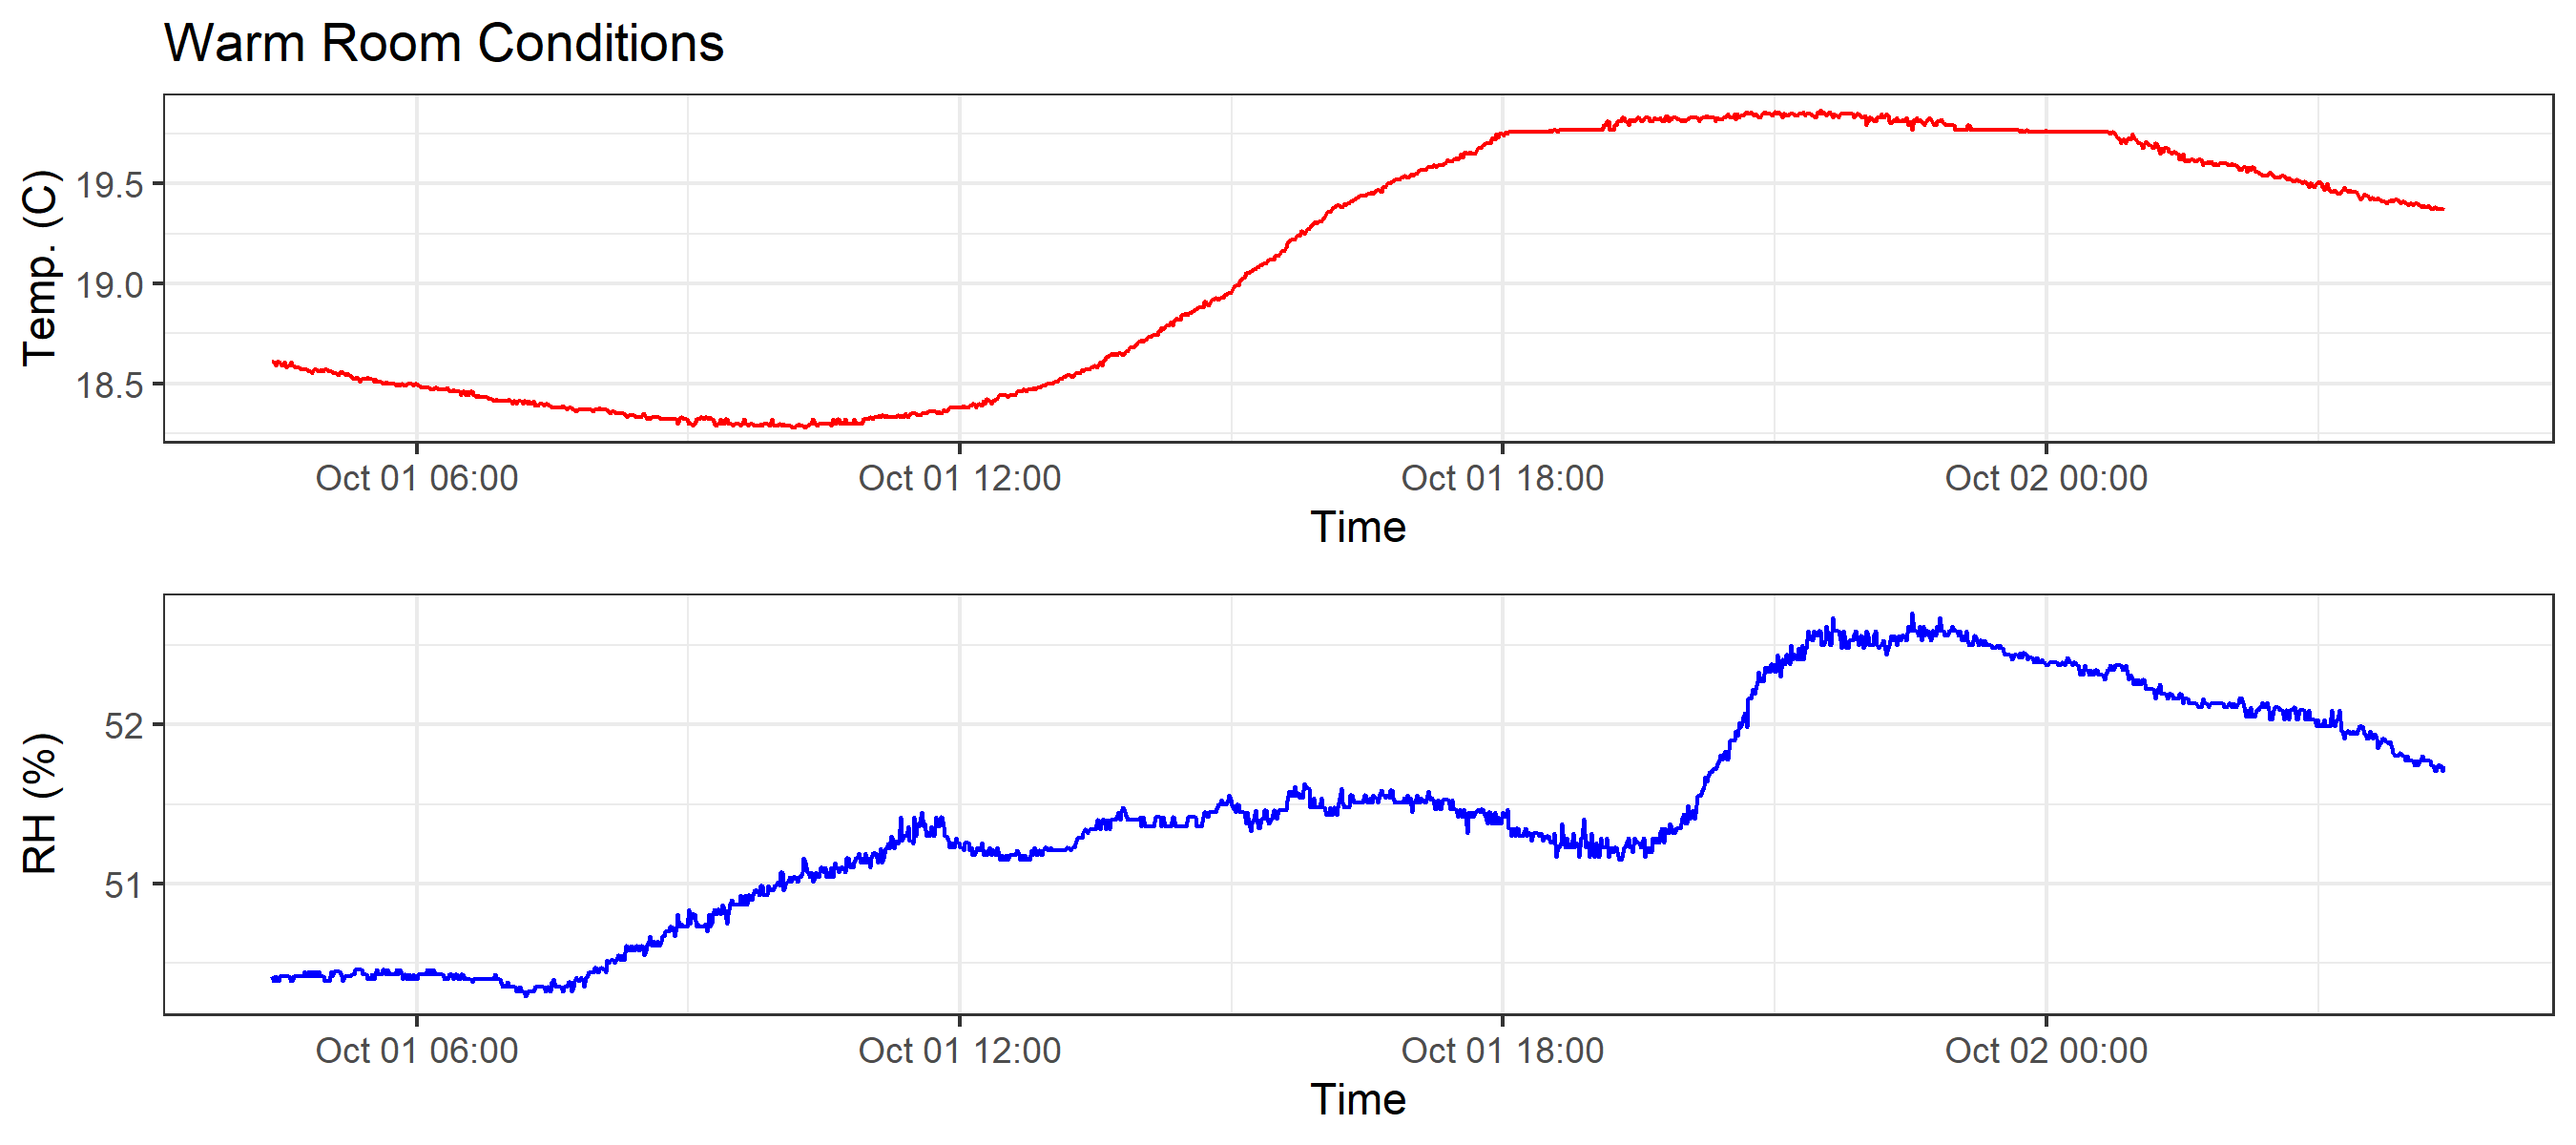 Warm Room Conditions
Temp. (C)
19.5
19.0
18.5
Oct 01 06:00 Oct 01 12:00 Oct 01 18:00 Oct 02 00:00
Time
RH (%)
52
51
Oct 01 06:00 Oct 01 12:00 Oct 01 18:00 Oct 02 00:00
Time